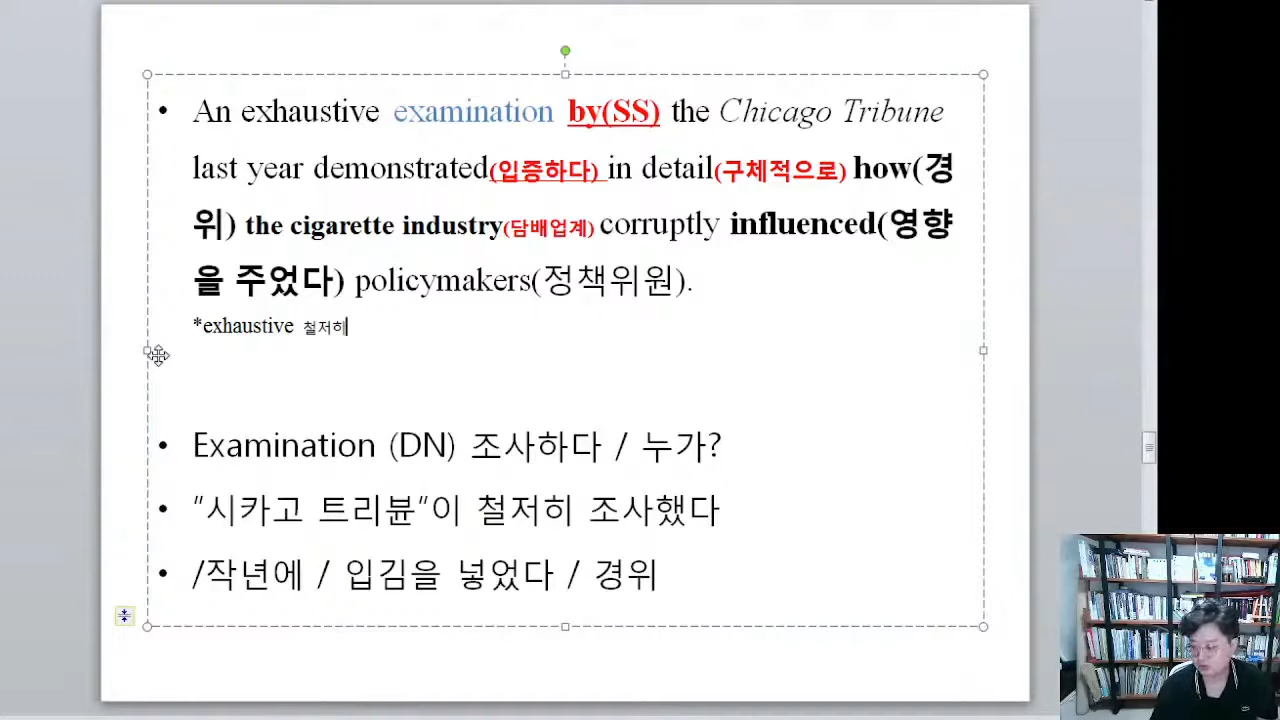 • An exhaustive examination by(SS) the Chicago Tribune
last year demonstrated(입증하다) in detail(구체적으로) how(경
위) the cigarette industry(담배업계) corruptly influenced(영향
을 주었다) policymakers(정책위원).
*exhaustive 철저히
• Examination (DN) 조사하다 / 누가?
• "시카고 트리뷴"이 철저히 조사했다
• /작년에 / 입김을 넣었다 / 경위